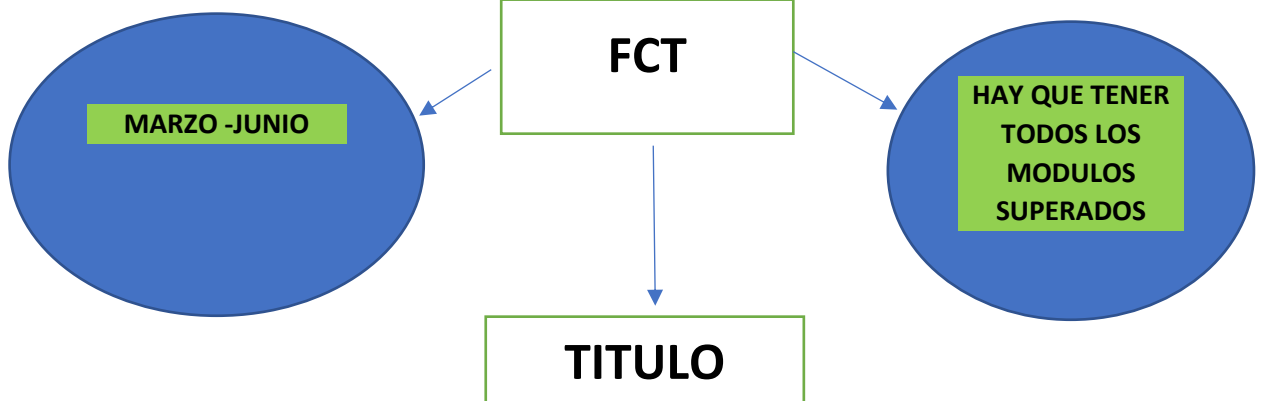 FCT
MARZO -JUNIO
HAY QUE TENER
TODOS LOS
MODULOS
SUPERADOS
TITULO